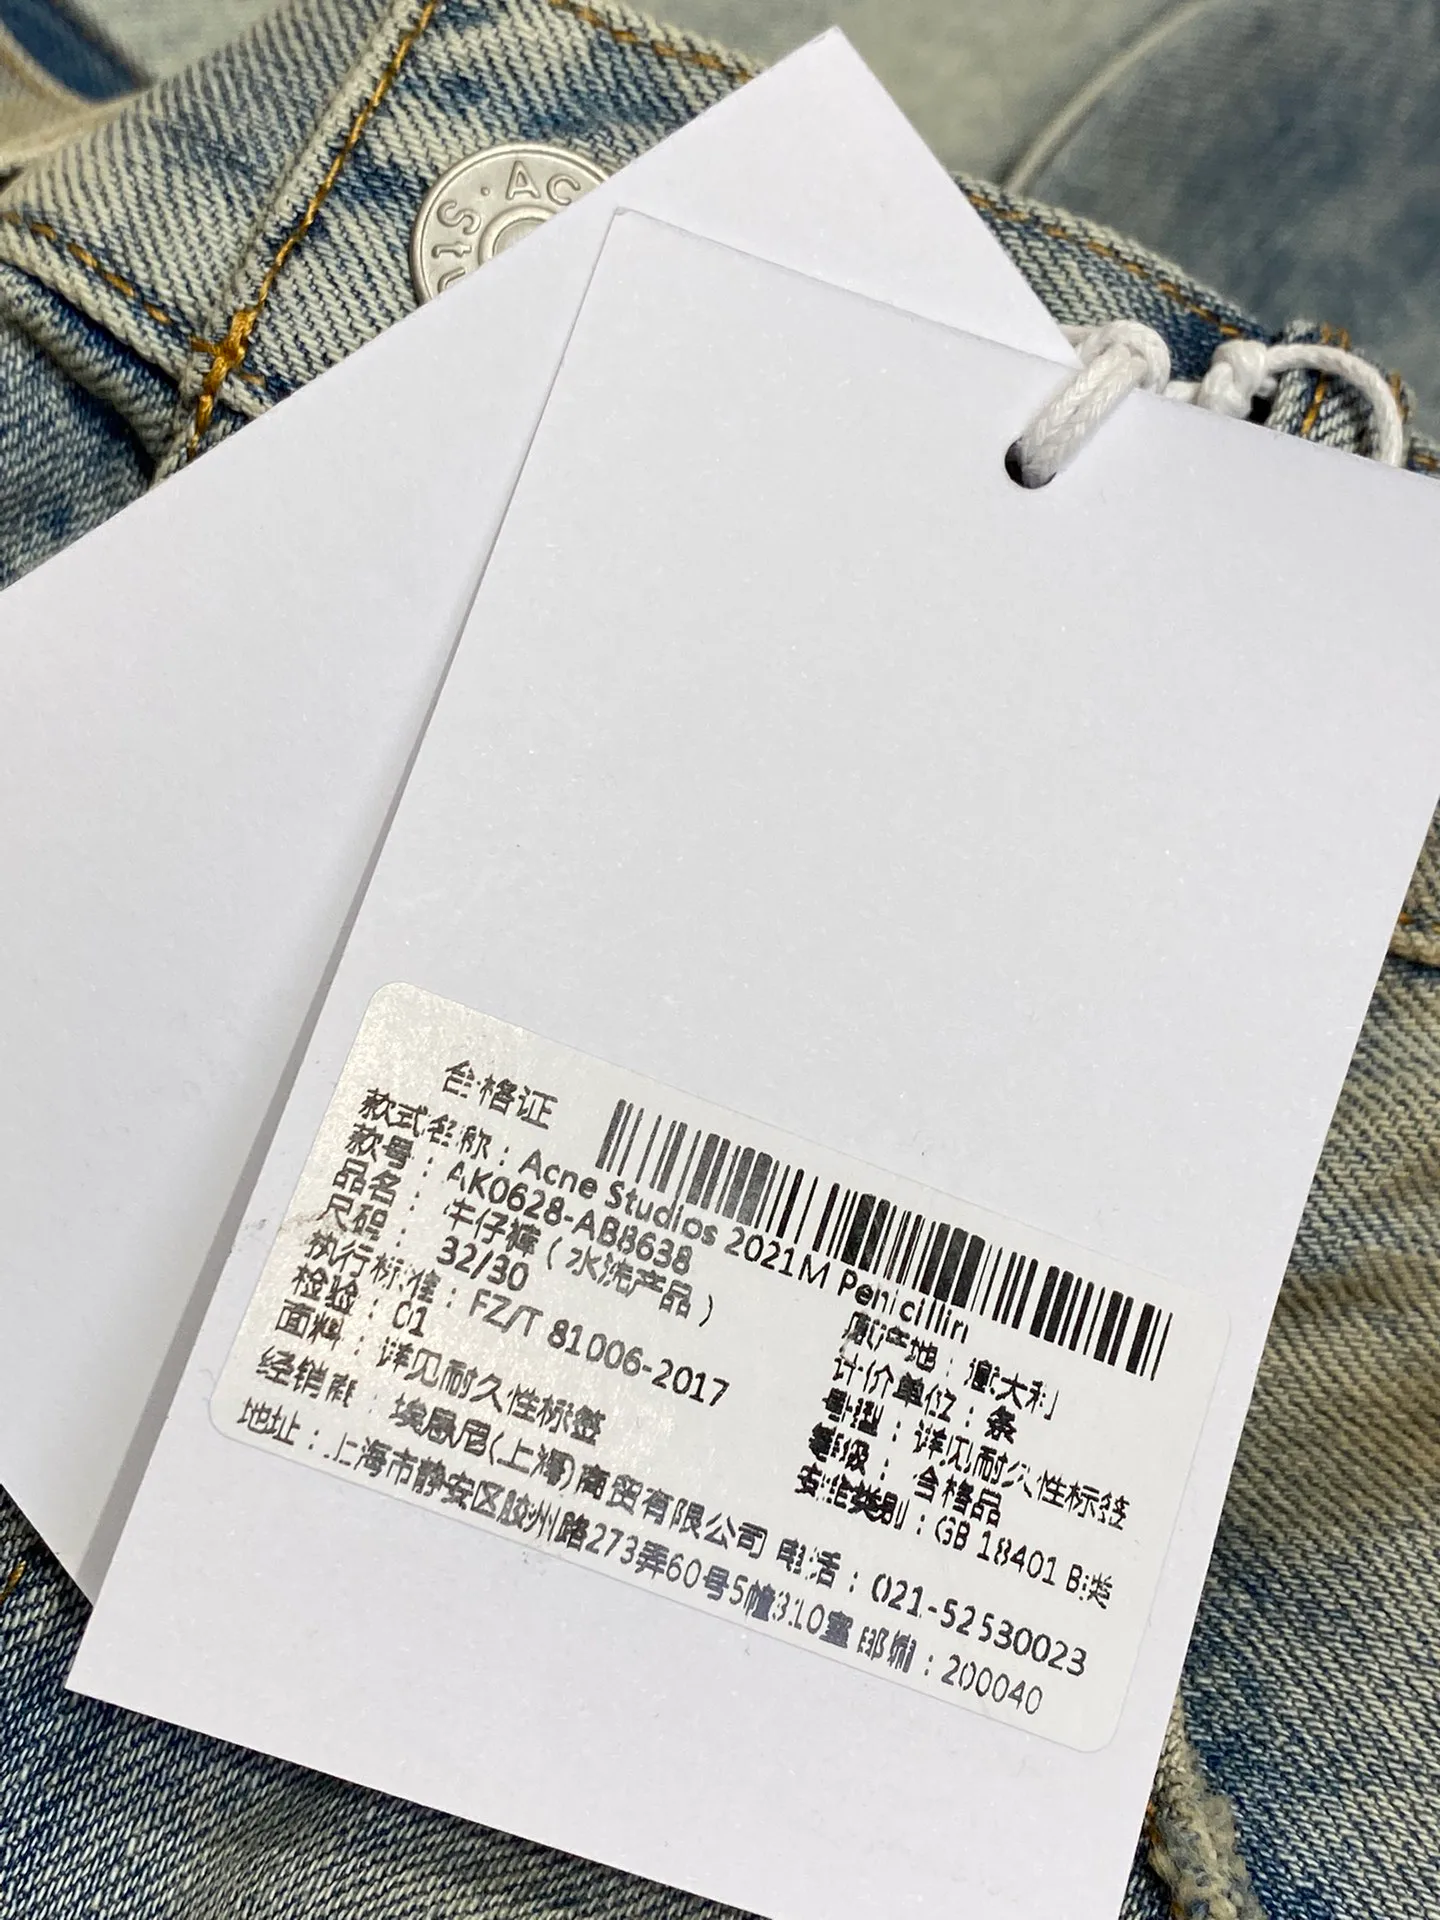 · AC
Stu
合格证
款式名称：Acne Studios 2021M Penicillin
款号：AK0628-AB8638
品名：牛仔裤（水洗产品）
尺码：32/30
执行标准：FZ/T 81006-2017
检验：01
面料：详见耐久性标签
原产地：意大利
计价单位：条
号型：详见耐久性标签
等级：合格品
安全类别：GB 18401 B类
经销商：埃克尼(上海)商贸有限公司 电话：021-52530023
地址：上海市静安区胶州路273弄60号5幢310室 邮编：200040